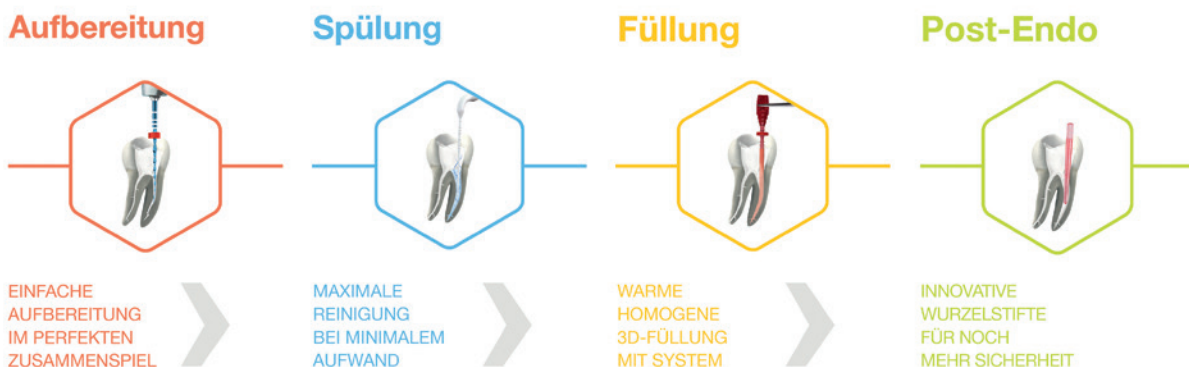 Aufbereitung
EINFACHE
AUFBEREITUNG
IM PERFEKTEN
ZUSAMMENSPIEL
Spülung
MAXIMALE
REINIGUNG
BEI MINIMALEM
AUFWAND
Füllung
WARME
HOMOGENE
3D-FÜLLUNG
MIT SYSTEM
Post-Endo
INNOVATIVE
WURZELSTIFTE
FÜR NOCH
MEHR SICHERHEIT